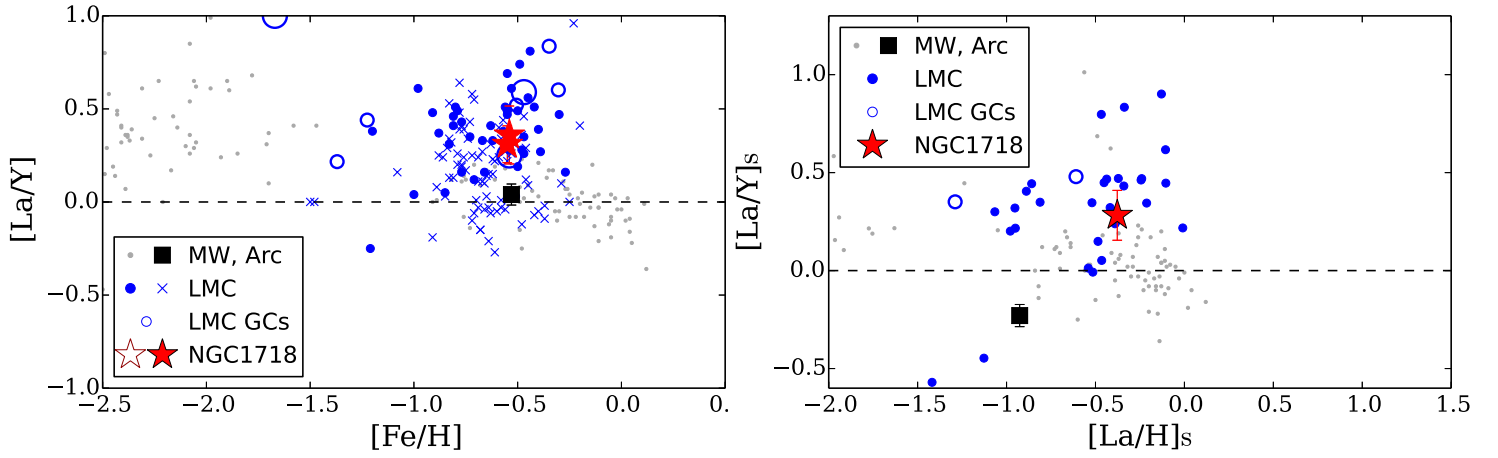 1.0
0.5
0.0
−0.5
−1.0
[La/Y]
MW, Arc
LMC
LMC GCs
NGC1718
−2.5 −2.0 −1.5 −1.0 −0.5 0.0 0.
[Fe/H]
1.0
0.5
0.0
−0.5
[La/Y]S
MW, Arc
LMC
LMC GCs
NGC1718
−2.0 −1.5 −1.0 −0.5 0.0 0.5 1.0 1.5
[La/H]S